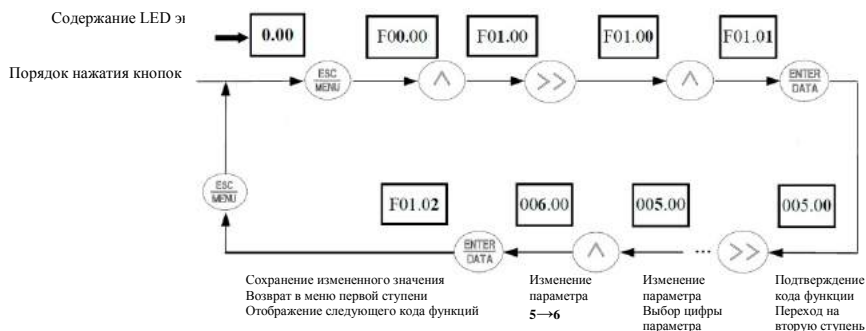 Содержание LED э
0.00
F00.00
F01.00
F01.00
F01.01
Порядок нажатия кнопок
ESC
MENU
>>
ENTER
DATA
ESC
MENU
F01.02
006.00
005.00
005.00
ENTER
DATA
...
>>
Сохранение измененного значения
Возврат в меню первой ступени
Отображение следующего кода функций
Изменение
параметра
5→6
Изменение
параметра
Выбор цифры
параметра
Подтверждение
кода функции
Переход на
вторую ступень